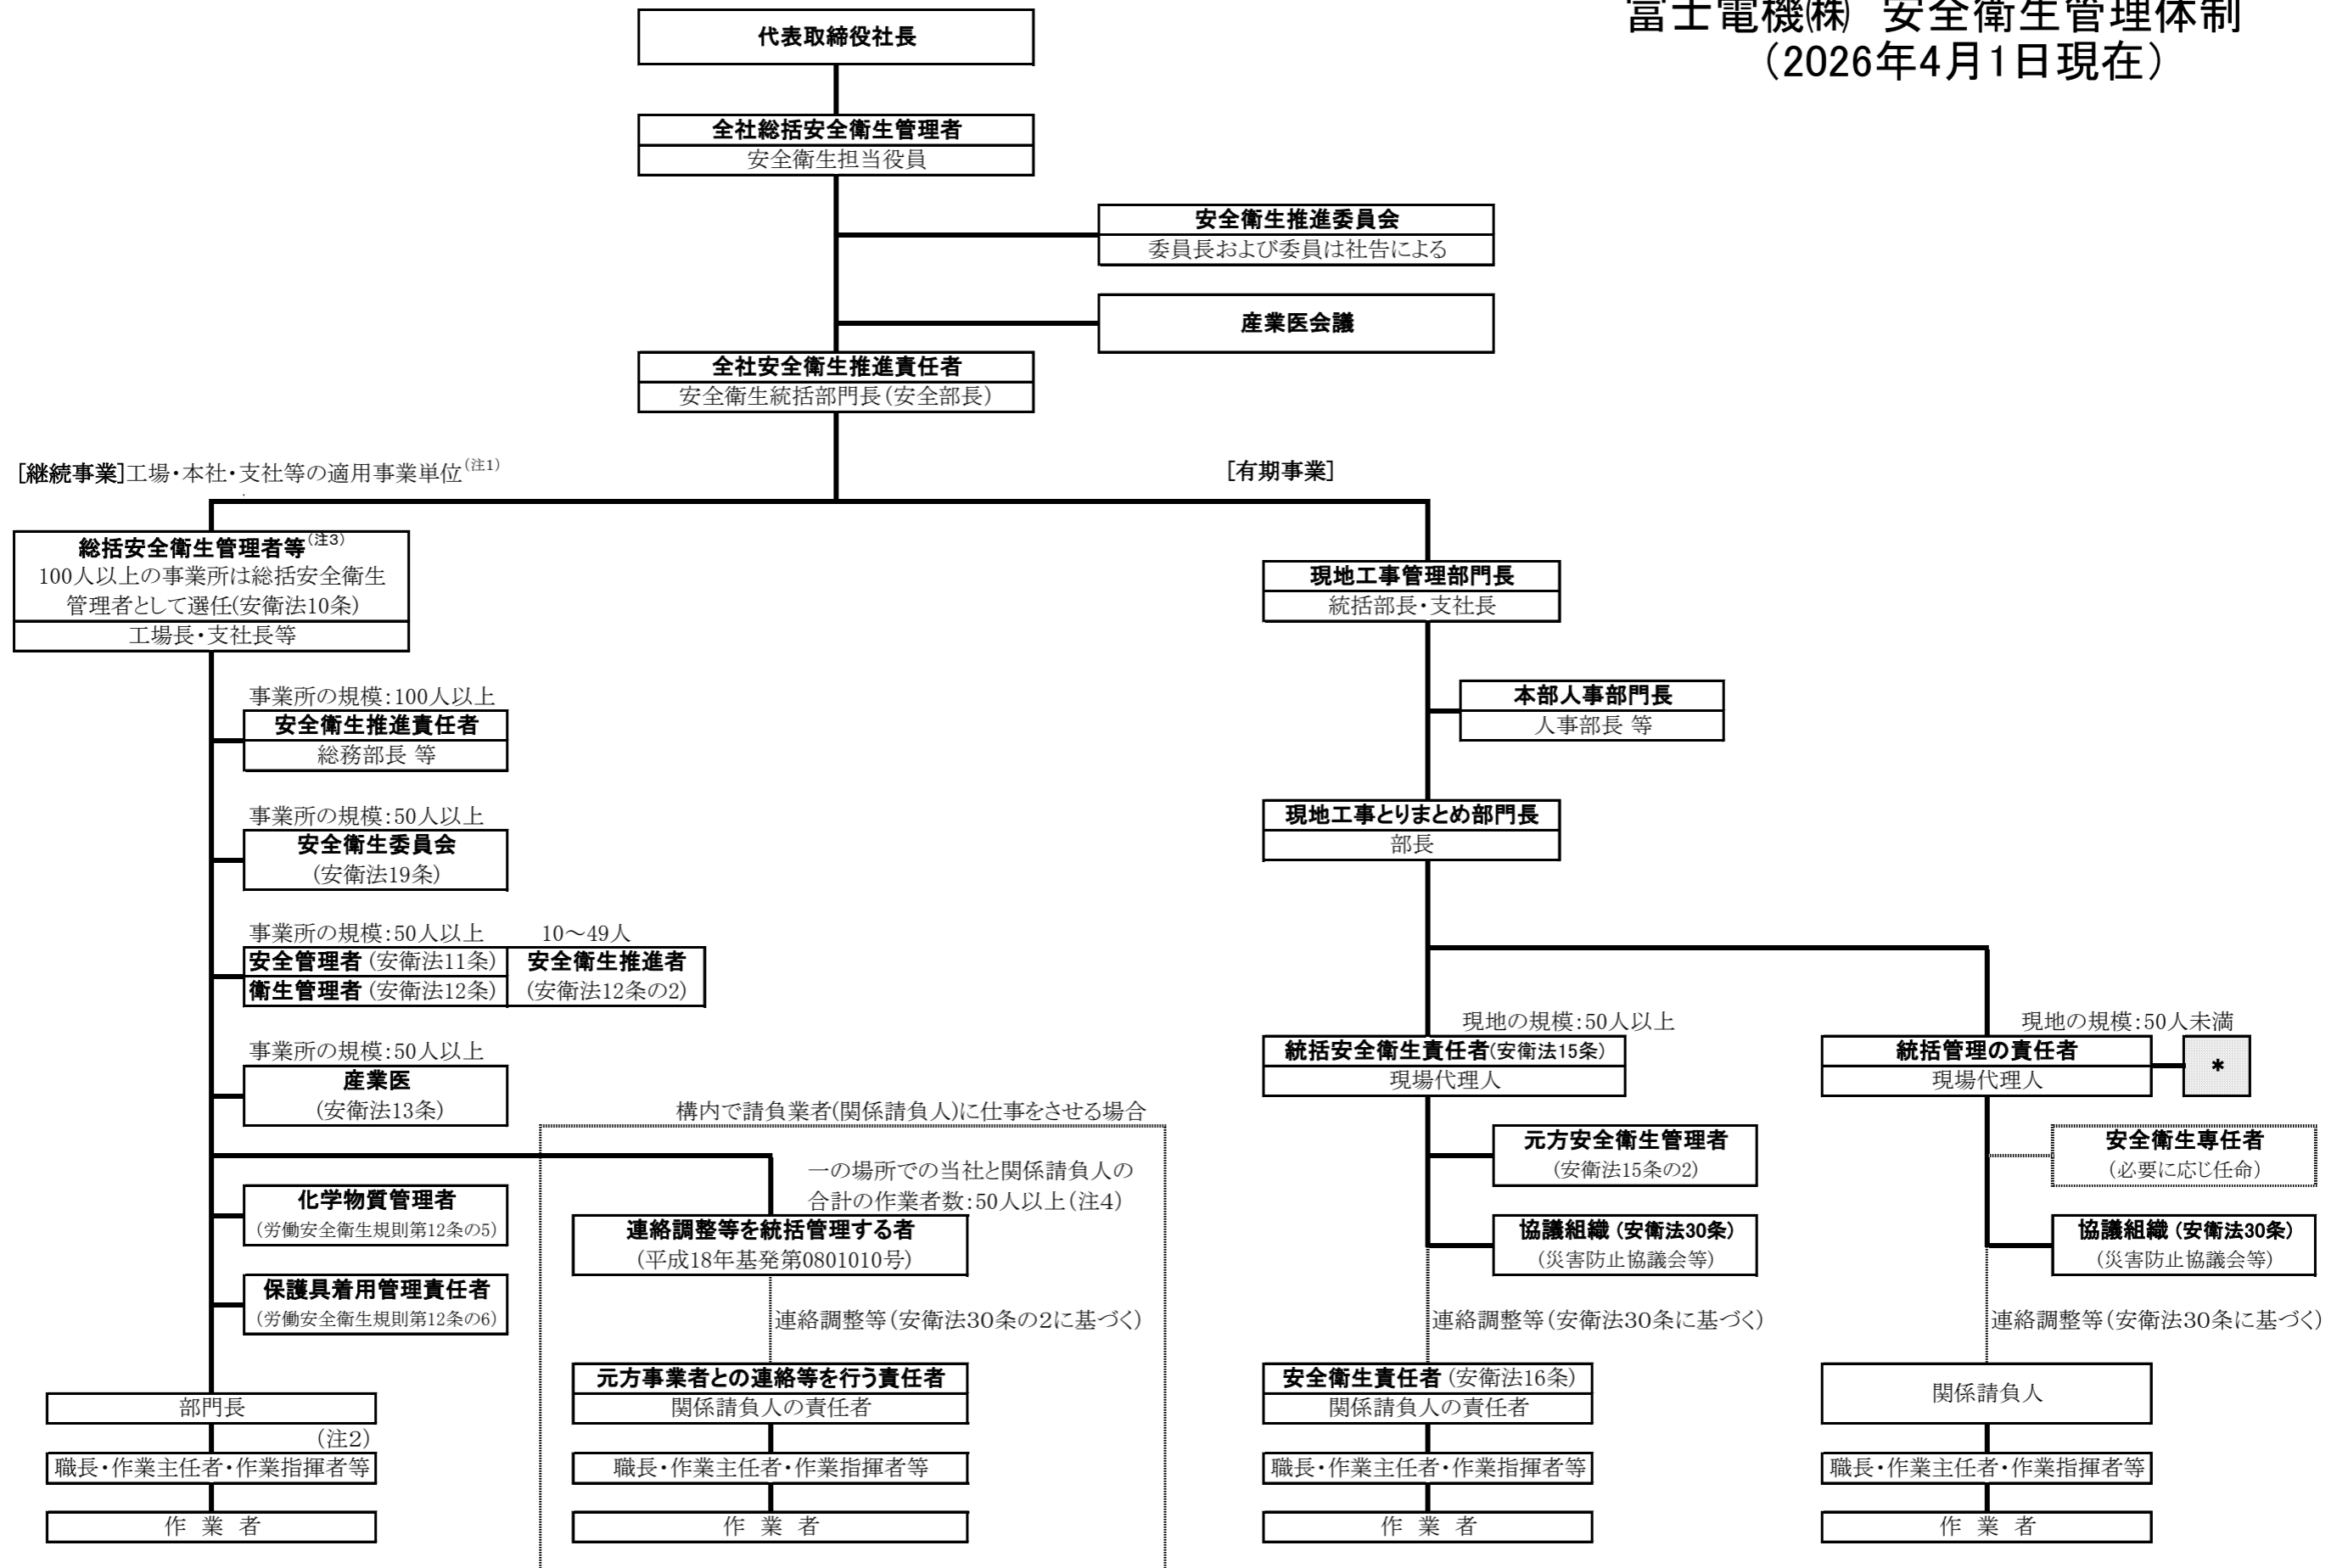 富士電機㈱ 安全衛生管理体制
（2026年4月1日現在）
代表取締役社長
全社総括安全衛生管理者
安全衛生担当役員
安全衛生推進委員会
委員長および委員は社告による
産業医会議
全社安全衛生推進責任者
安全衛生統括部門長（安全部長）
[継続事業]工場・本社・支社等の適用事業単位（注1）
[有期事業]
総括安全衛生管理者等（注3）
100人以上の事業所は総括安全衛生
管理者として選任(安衛法10条)
工場長・支社長等
事業所の規模：100人以上
安全衛生推進責任者
総務部長 等
事業所の規模：50人以上
安全衛生委員会
(安衛法19条)
事業所の規模：50人以上 10～49人
安全管理者 (安衛法11条) 安全衛生推進者
衛生管理者 (安衛法12条) (安衛法12条の2)
事業所の規模：50人以上
産業医
(安衛法13条)
化学物質管理者
(労働安全衛生規則第12条の5)
保護具着用管理責任者
(労働安全衛生規則第12条の6)
部門長
（注2）
職長・作業主任者・作業指揮者等
作 業 者
構内で請負業者(関係請負人)に仕事をさせる場合
一の場所での当社と関係請負人の
合計の作業者数：50人以上（注4）
連絡調整等を統括管理する者
(平成18年基発第0801010号)
連絡調整等（安衛法30条の2に基づく）
元方事業者との連絡等を行う責任者
関係請負人の責任者
職長・作業主任者・作業指揮者等
作 業 者
現地工事管理部門長
統括部長・支社長
本部人事部門長
人事部長 等
現地工事とりまとめ部門長
部長
現地の規模：50人以上
統括安全衛生責任者(安衛法15条)
現場代理人
元方安全衛生管理者
(安衛法15条の2)
協議組織 (安衛法30条)
(災害防止協議会等)
連絡調整等（安衛法30条に基づく）
安全衛生責任者 (安衛法16条)
関係請負人の責任者
職長・作業主任者・作業指揮者等
作 業 者
現地の規模：50人未満
統括管理の責任者
現場代理人
*
安全衛生専任者
(必要に応じ任命)
協議組織 (安衛法30条)
(災害防止協議会等)
連絡調整等（安衛法30条に基づく）
関係請負人
職長・作業主任者・作業指揮者等
作 業 者